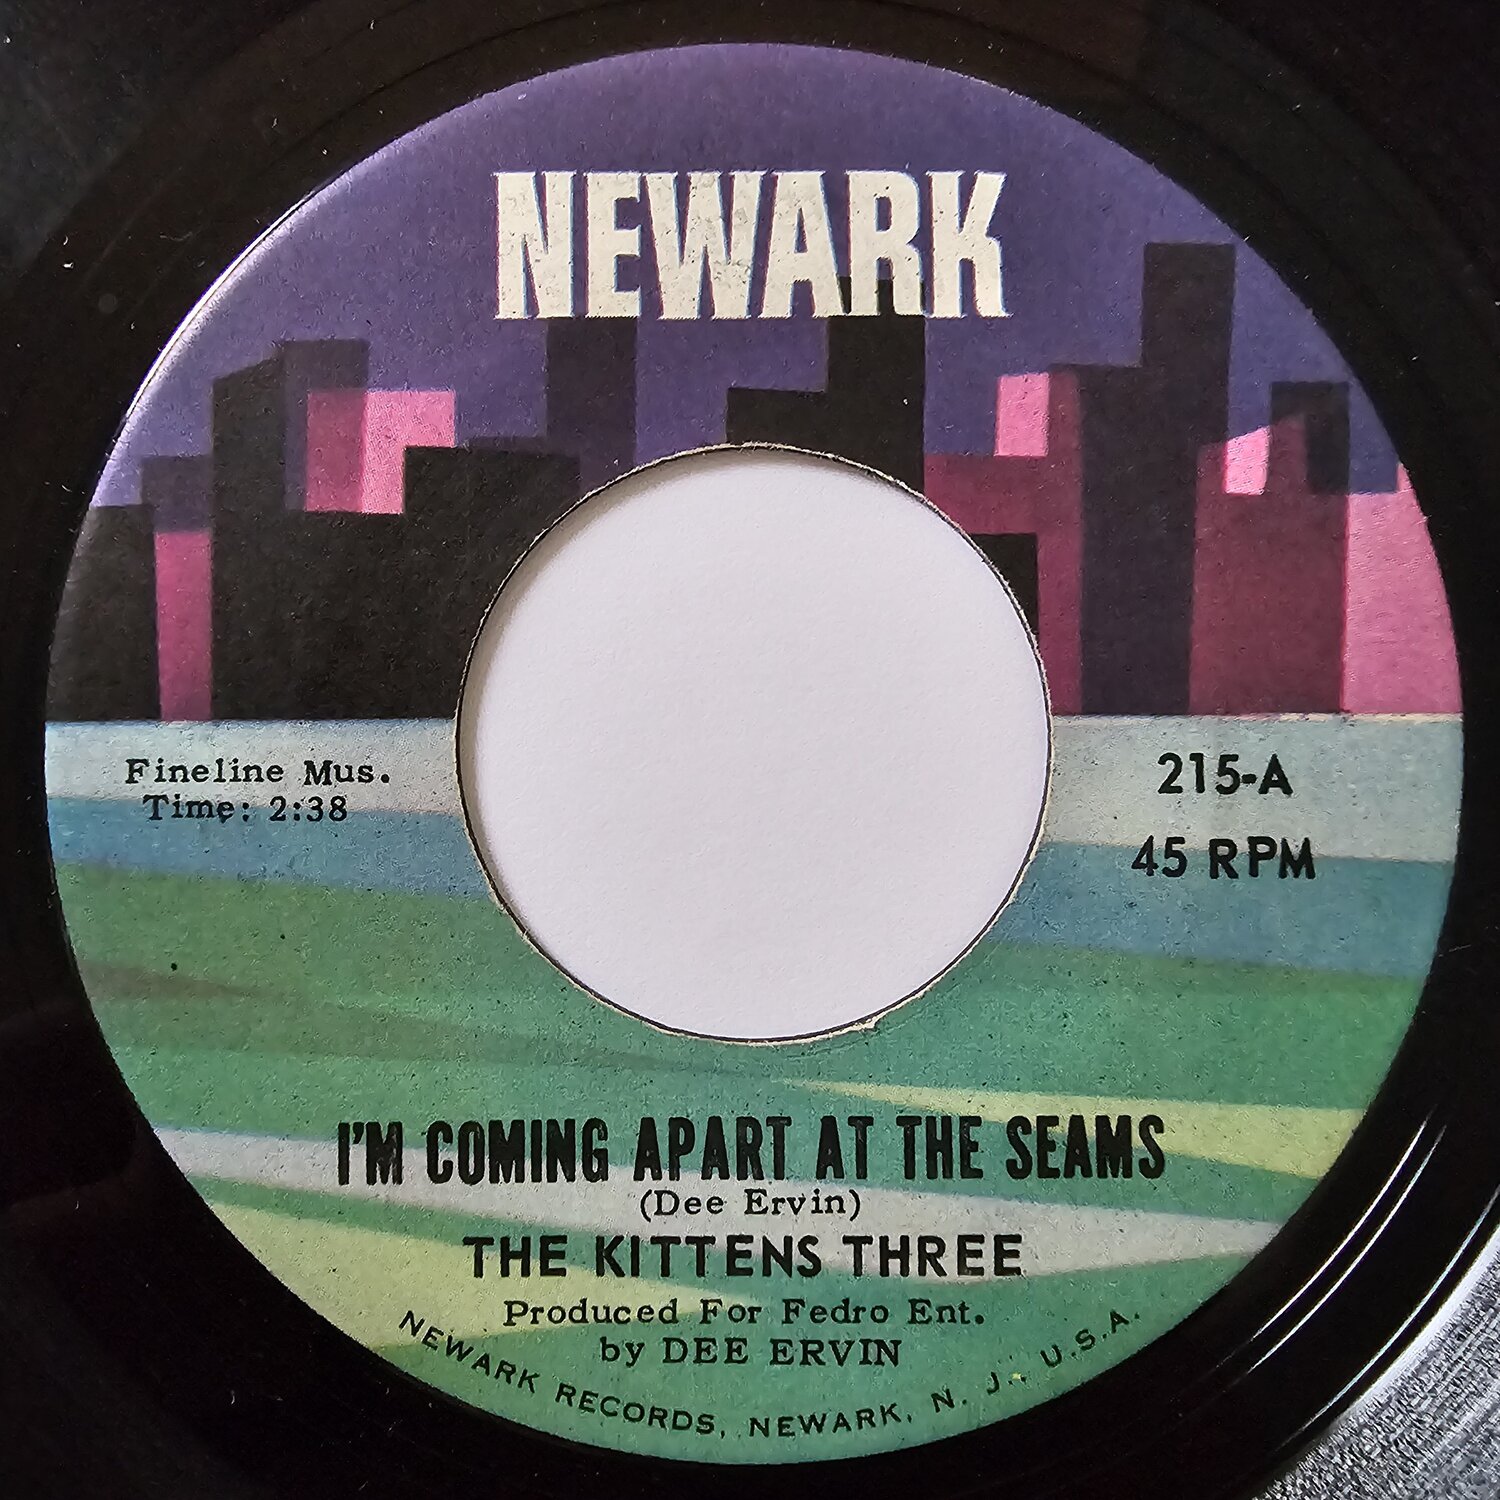 NEWARK
Fineline Mus.
Time: 2:38
215-A
45 RPM
I'M COMING APART AT THE SEAMS
(Dee Ervin)
THE KITTENS THREE
Produced For Fedro Ent.
by DEE ERVIN
NEWARK RECORDS, NEWARK, N. J., U.S.A.